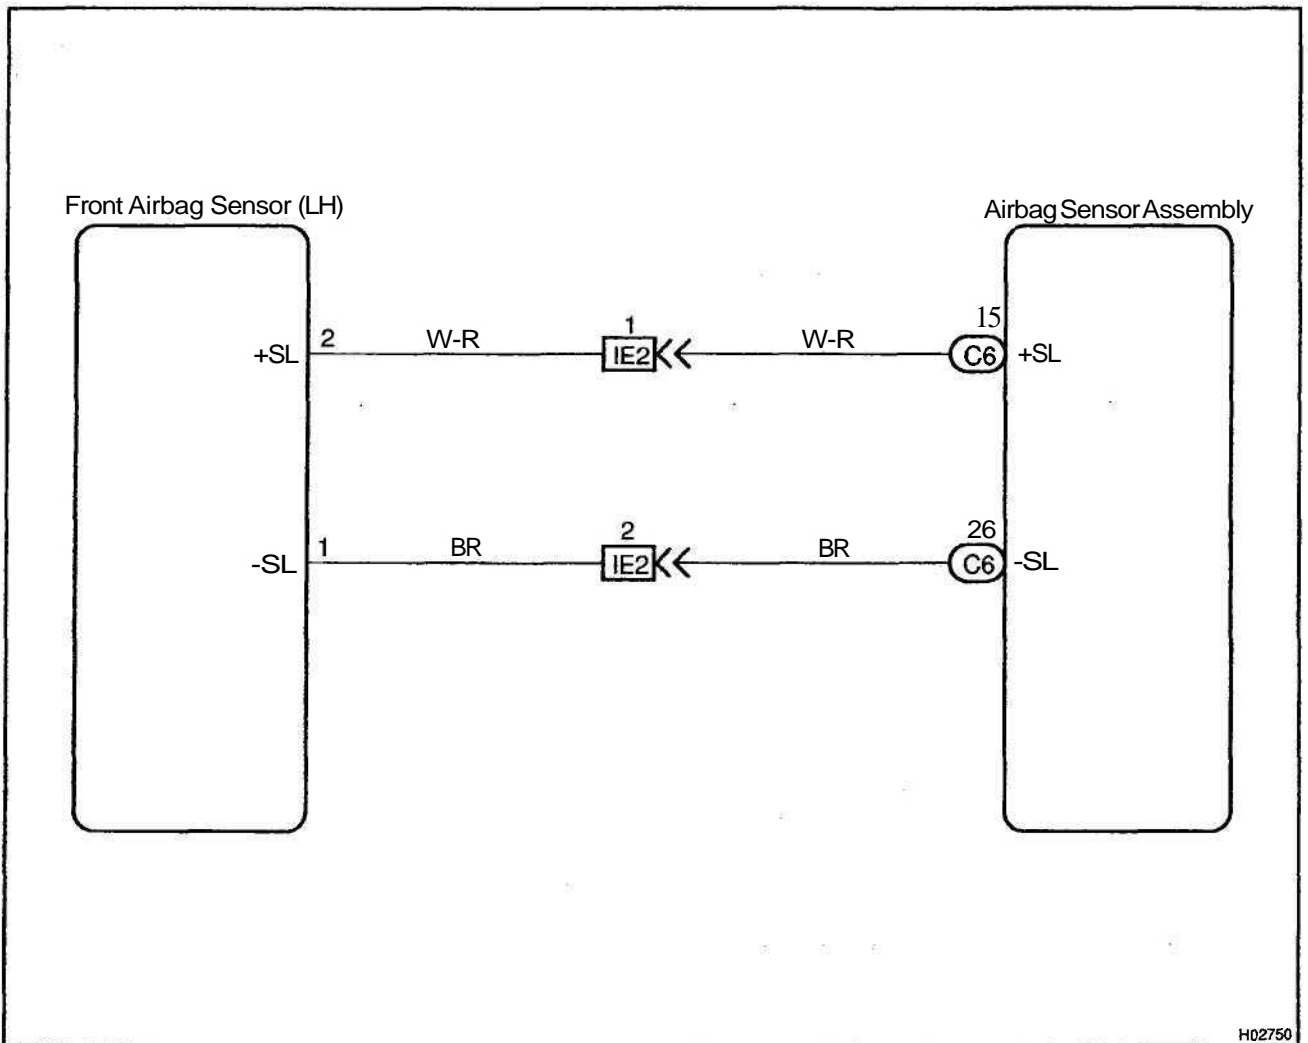 Front Airbag Sensor (LH)
Airbag Sensor Assembly
+SL
2
W-R
1
IE2
W-R
15
C6
+SL
-SL
1
BR
2
IE2
BR
26
C6
-SL
H02750